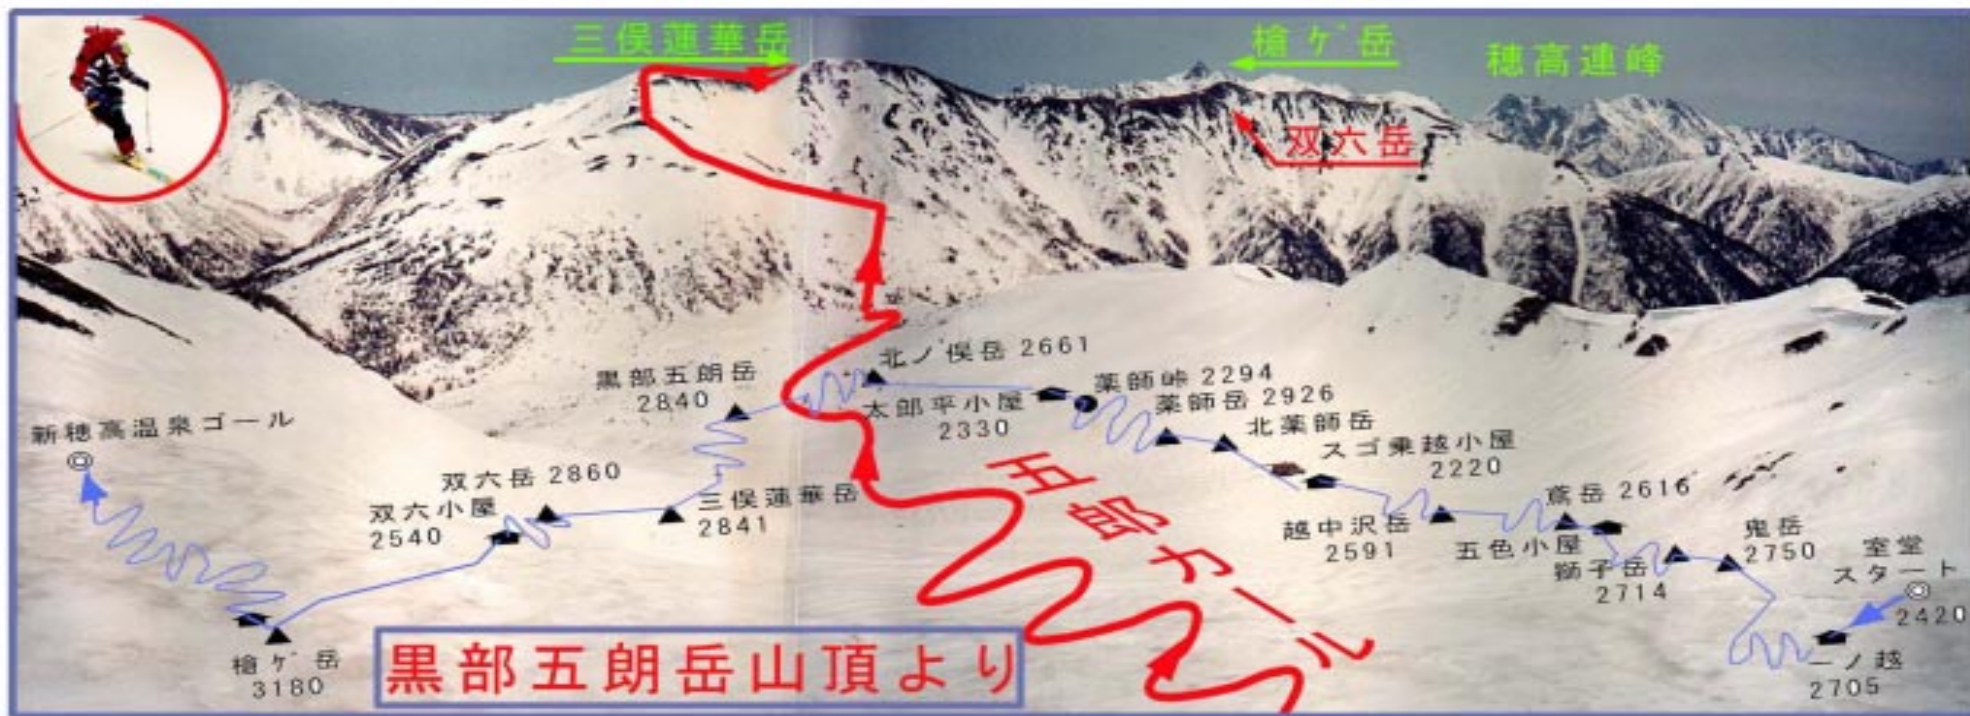 三俣蓮華岳
槍ヶ岳
穂高連峰
双六岳
北ノ俣岳 2661
黒部五朗岳
2840
薬師峠 2294
太郎平小屋
2330
薬師岳 2926
北薬師岳
新穂高温泉ゴール
スゴ乗越小屋
2220
双六岳 2860
双六小屋
2540
三俣蓮華岳
2841
五郎カール
越中沢岳
2591
鳶岳 2616
五色小屋
獅子岳
2714
鬼岳
2750
室堂
スタート
2420
一ノ越
2705
槍ヶ岳
3180
黒部五朗岳山頂より